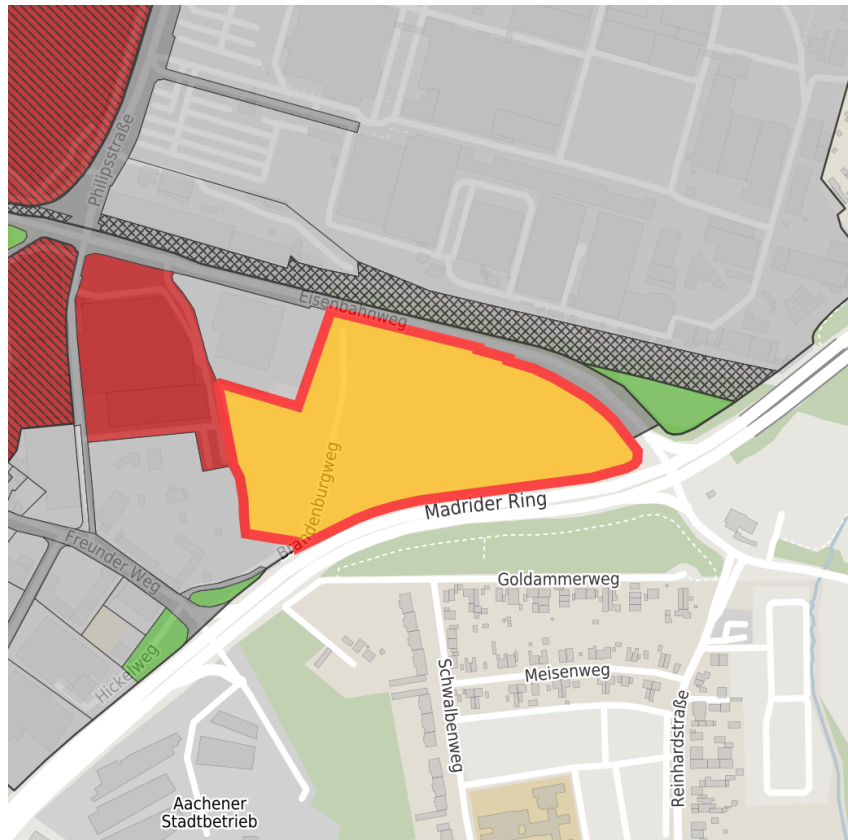 Philipsstraße
Eisenbahnweg
Brandenburgweg
Madrider Ring
Freunder Weg
Goldammerweg
Hickelweg
Schwalbenweg
Meisenweg
Reinhardstraße
Aachener
Stadtbetrieb